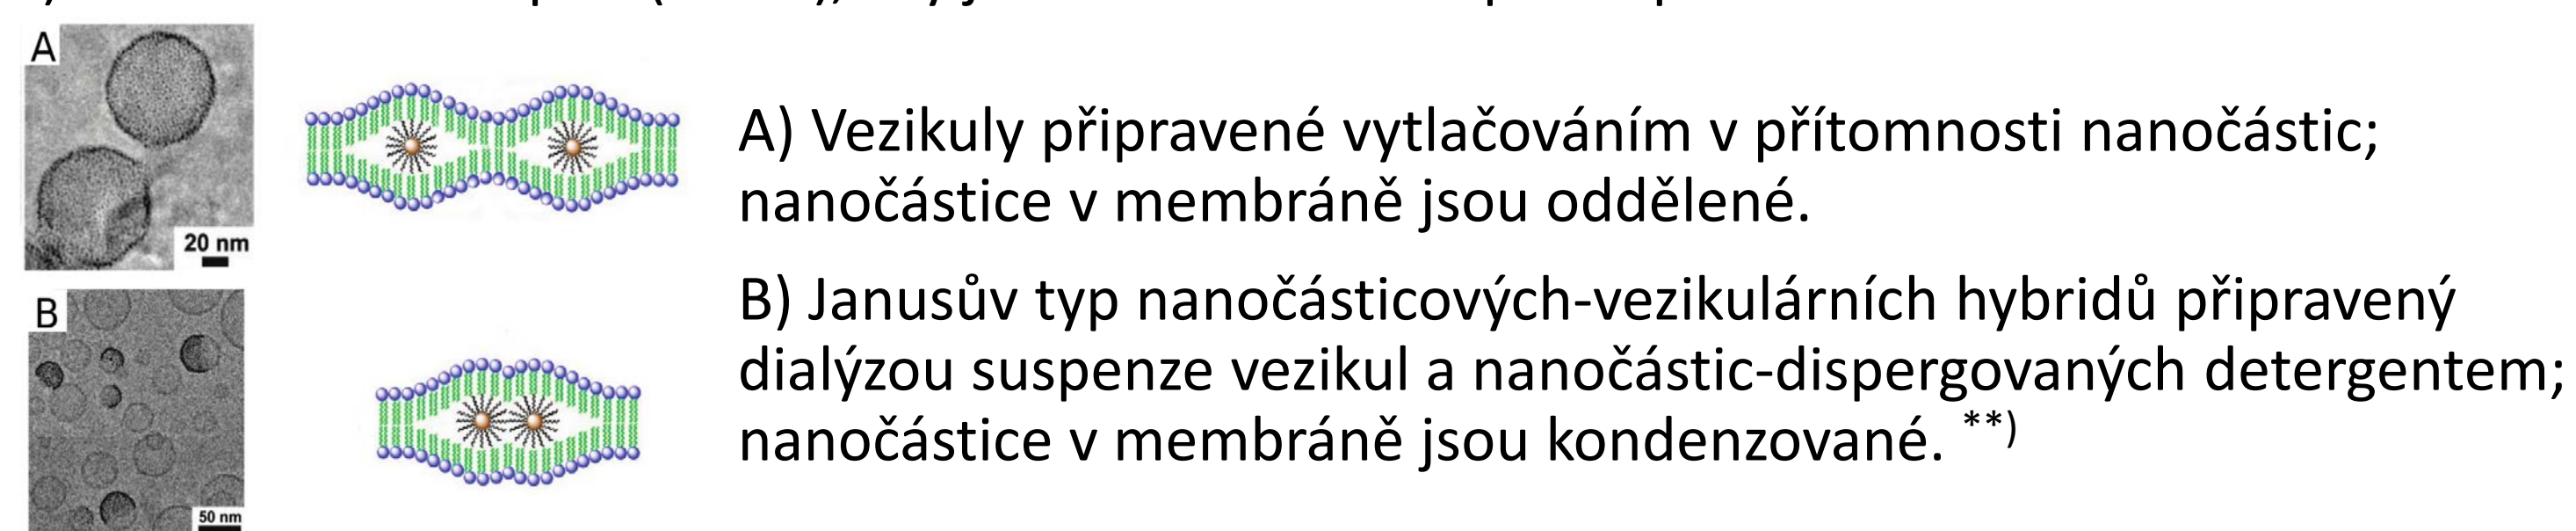 A
20 nm
A) Vezikuly připravené vytlačováním v přítomnosti nanočástic;
nanočástice v membráně jsou oddělené.
B
50 nm
B) Janusův typ nanočásticových-vezikulárních hybridů připravený
dialýzou suspenze vezikul a nanočástic-dispergovaných detergentem;
nanočástice v membráně jsou kondenzované. **)